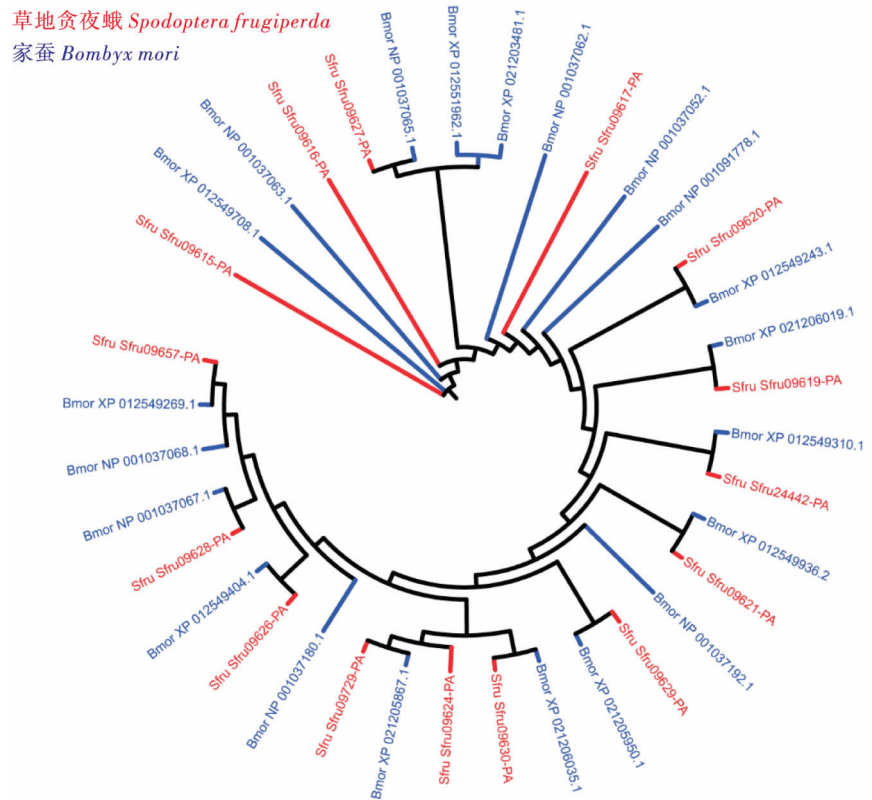 草地贪夜蛾 Spodoptera frugiperda
家蚕 Bombyx mori
Sfru Sfru09615-PA
Bmor XP 012549708.1
Bmor NP 001037063.1
Sfru Sfru09616-PA
Sfru Sfru09627-PA
Bmor NP 001037065.1
Bmor XP 012551962.1
Bmor XP 021203481.1
Bmor NP 001037062.1
Sfru Sfru09617-PA
Bmor NP 001037052.1
Bmor NP 001091778.1
Sfru Sfru09620-PA
Bmor XP 012549243.1
Bmor XP 021206019.1
Sfru Sfru09619-PA
Bmor XP 012549310.1
Sfru Sfru24442-PA
Bmor XP 012549936.2
Sfru Sfru09621-PA
Bmor NP 001037192.1
Sfru Sfru09629-PA
Bmor XP 021205950.1
Bmor XP 021206035.1
Sfru Sfru09630-PA
Sfru Sfru09624-PA
Bmor XP 021205867.1
Sfru Sfru09729-PA
Bmor NP 001037180.1
Sfru Sfru09626-PA
Bmor XP 012549404.1
Sfru Sfru09628-PA
Bmor NP 001037067.1
Bmor NP 001037068.1
Bmor XP 012549269.1
Sfru Sfru09657-PA